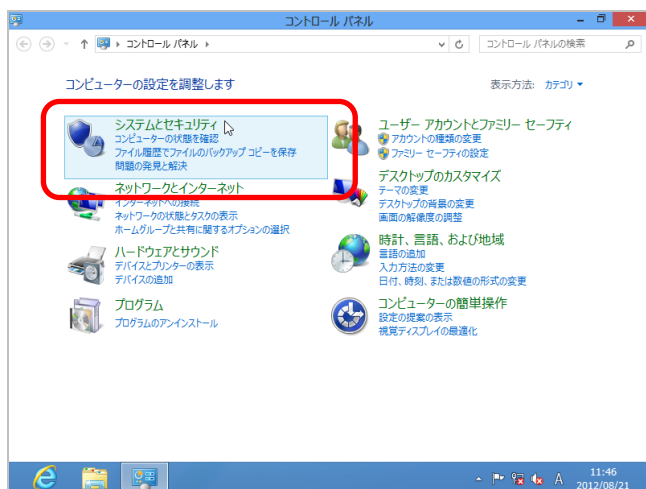 コントロール パネル
コントロール パネル
コントロール パネルの検索
コンピューターの設定を調整します
表示方法: カテゴリ
システムとセキュリティ
コンピューターの状態を確認
ファイル履歴でファイルのバックアップ コピーを保存
問題の発見と解決
ネットワークとインターネット
インターネットへの接続
ネットワークの状態とタスクの表示
ホームグループと共有に関するオプションの選択
ハードウェアとサウンド
デバイスとプリンターの表示
デバイスの追加
プログラム
プログラムのアンインストール
ユーザー アカウントとファミリー セーフティ
アカウントの種類の変更
ファミリー セーフティの設定
デスクトップのカスタマイズ
テーマの変更
デスクトップの背景の変更
画面の解像度の調整
時計、言語、および地域
言語の追加
入力方法の変更
日付、時刻、または数値の形式の変更
コンピューターの簡単操作
設定の提案の表示
視覚ディスプレイの最適化
A
11:46
2012/08/21